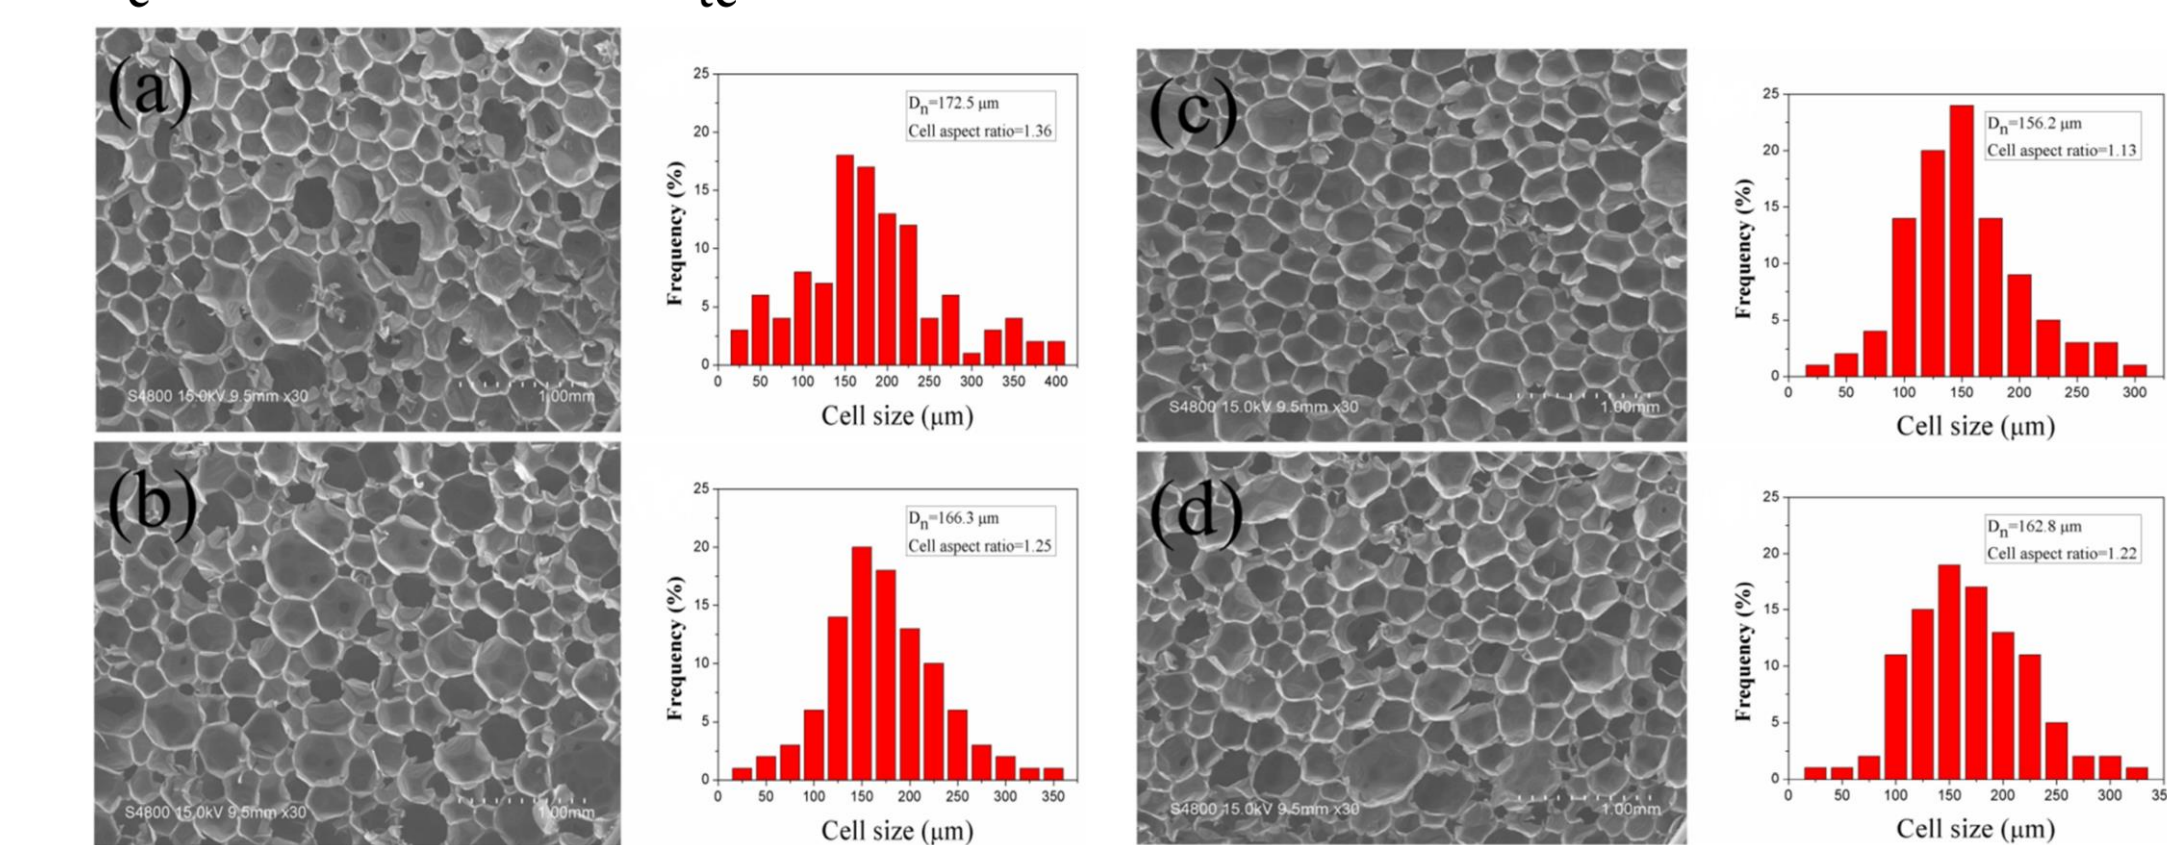 (a)
S4800 15.0kV 9.5mm x30
1.00mm
25
20
15
10
5
0
Frequency (%)
Dn=172.5 μm
Cell aspect ratio=1.36
0 50 100 150 200 250 300 350 400
Cell size (μm)
(b)
S4800 15.0kV 9.5mm x30
1.00mm
25
20
15
10
5
0
Frequency (%)
Dn=166.3 μm
Cell aspect ratio=1.25
0 50 100 150 200 250 300 350
Cell size (μm)
(c)
S4800 15.0kV 9.5mm x30
1.00mm
25
20
15
10
5
0
Frequency (%)
Dn=156.2 μm
Cell aspect ratio=1.13
0 50 100 150 200 250 300
Cell size (μm)
(d)
S4800 15.0kV 9.5mm x30
1.00mm
25
20
15
10
5
0
Frequency (%)
Dn=162.8 μm
Cell aspect ratio=1.22
0 50 100 150 200 250 300 35
Cell size (μm)